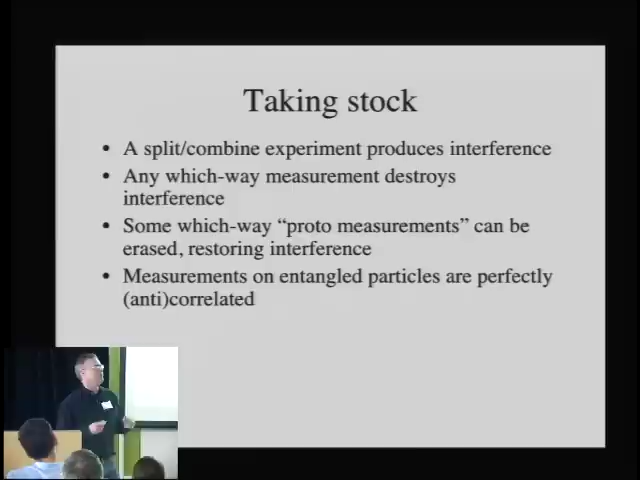 Taking stock
• A split/combine experiment produces interference
• Any which-way measurement destroys
interference
• Some which-way “proto measurements” can be
erased, restoring interference
• Measurements on entangled particles are perfectly
(anti)correlated